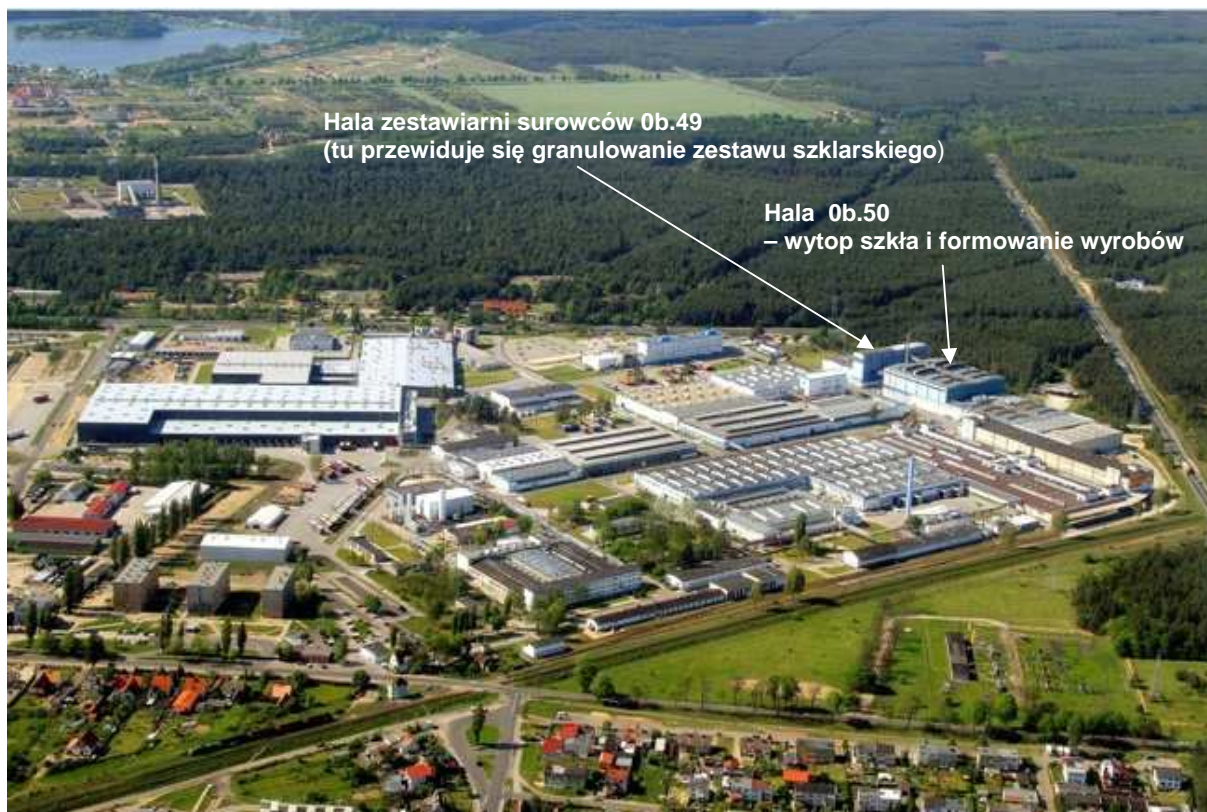 Hala zestawiarni surowców 0b.49
(tu przewiduje się granulowanie zestawu szklarskiego)
Hala 0b.50
– wytop szkła i formowanie wyrobów